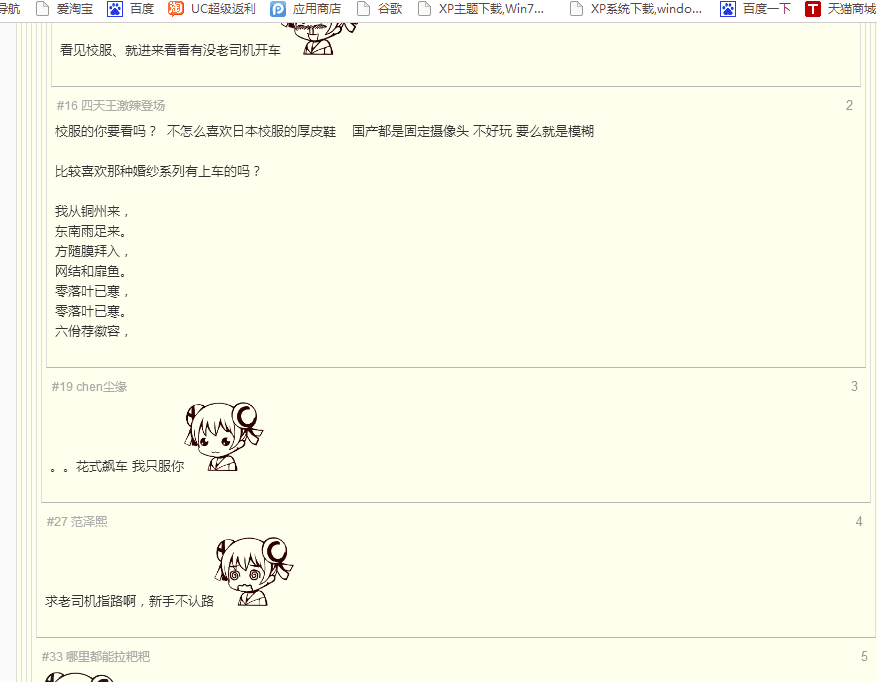 导航 爱淘宝 百度 淘 UC超级返利 应用商店 谷歌 XP主题下载,Win7... XP系统下载,windo... 百度一下 T 天猫商城
看见校服、就进来看看有没老司机开车
#16 四天王激辣登场 2
校服的你要看吗？ 不怎么喜欢日本校服的厚皮鞋 国产都是固定摄像头 不好玩 要么就是模糊
比较喜欢那种婚纱系列有上车的吗？
我从铜州来，
东南雨足来。
方随膜拜入，
网结和扉鱼。
零落叶已寒，
零落叶已寒。
六佾荐徽容，
#19 chen尘缘 3
。。花式飙车 我只服你
#27 范泽熙 4
求老司机指路啊，新手不认路
#33 哪里都能拉粑粑 5